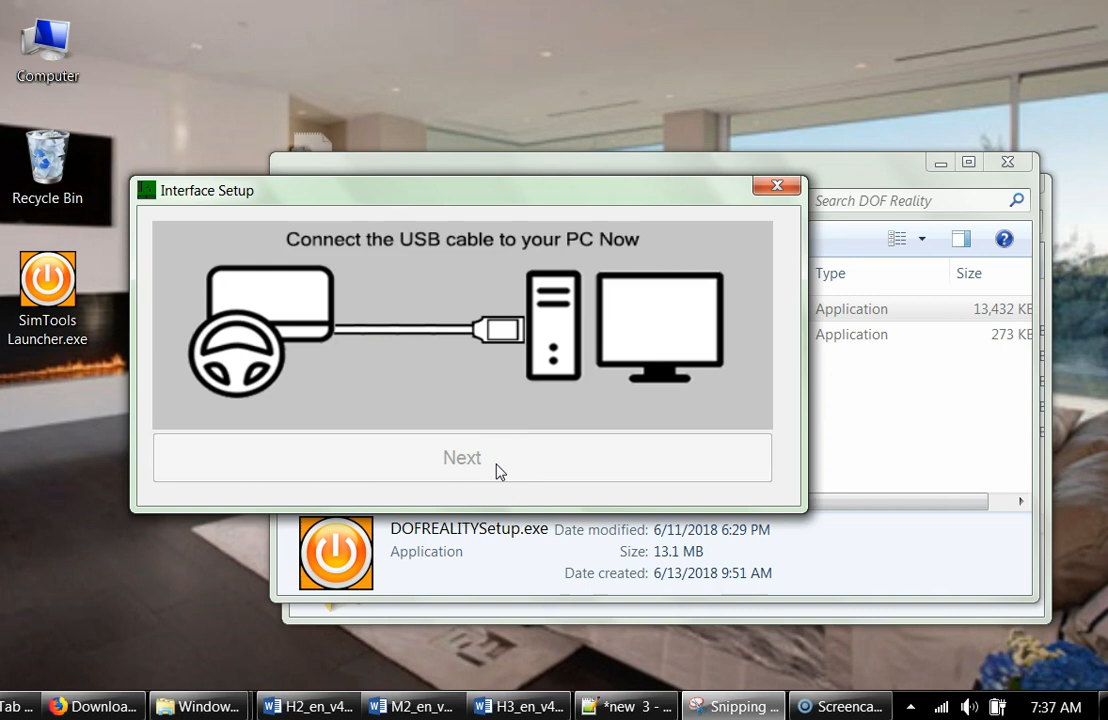 Computer
Recycle Bin
SimTools
Launcher.exe
Interface Setup
Connect the USB cable to your PC Now
Next
Search DOF Reality
Type
Size
Application
13,432 KB
Application
273 KB
DOFREALITYSetup.exe
Date modified: 6/11/2018 6:29 PM
Application
Size: 13.1 MB
Date created: 6/13/2018 9:51 AM
Tab ...
Downloa...
Window...
H2_en_v4...
M2_en_v...
H3_en_v4...
*new 3 - ...
Snipping ...
Screenca...
7:37 AM